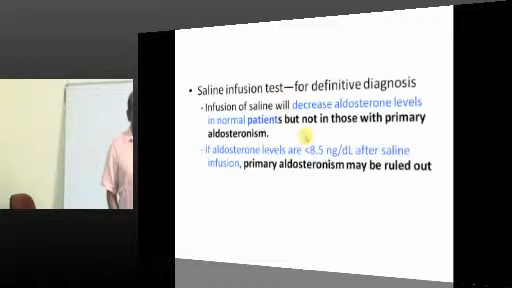 • Saline infusion test—for definitive diagnosis
- Infusion of saline will decrease aldosterone levels
in normal patients but not in those with primary
aldosteronism.
- If aldosterone levels are <8.5 ng/dL after saline
infusion, primary aldosteronism may be ruled out